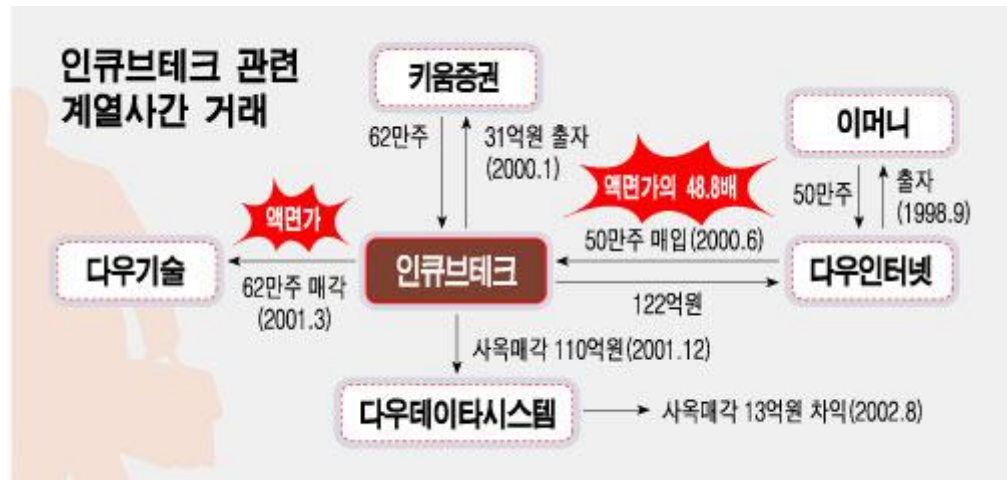 인큐브테크 관련
계열사간 거래
키움증권
62만주
31억원 출자
(2000.1)
이머니
50만주
출자
(1998.9)
액면가의 48.8배
50만주 매입(2000.6)
액면가
다우기술
62만주 매각
(2001.3)
인큐브테크
122억원
다우인터넷
사옥매각 110억원(2001.12)
다우데이타시스템
사옥매각 13억원 차익(2002.8)